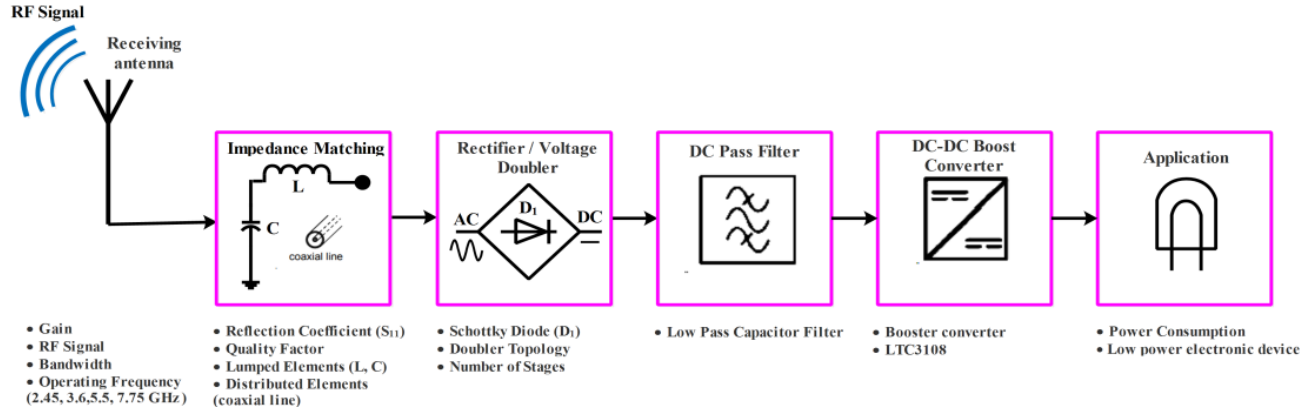 RF Signal
Receiving
antenna
Impedance Matching
L
C
coaxial line
Rectifier / Voltage
Doubler
AC
D₁
DC
DC Pass Filter
DC-DC Boost
Converter
Application
• Gain
• RF Signal
• Bandwidth
• Operating Frequency
(2.45, 3.6,5.5, 7.75 GHz)
• Reflection Coefficient (S₁₁)
• Quality Factor
• Lumped Elements (L, C)
• Distributed Elements
(coaxial line)
• Schottky Diode (D₁)
• Doubler Topology
• Number of Stages
• Low Pass Capacitor Filter
• Booster converter
• LTC3108
• Power Consumption
• Low power electronic device